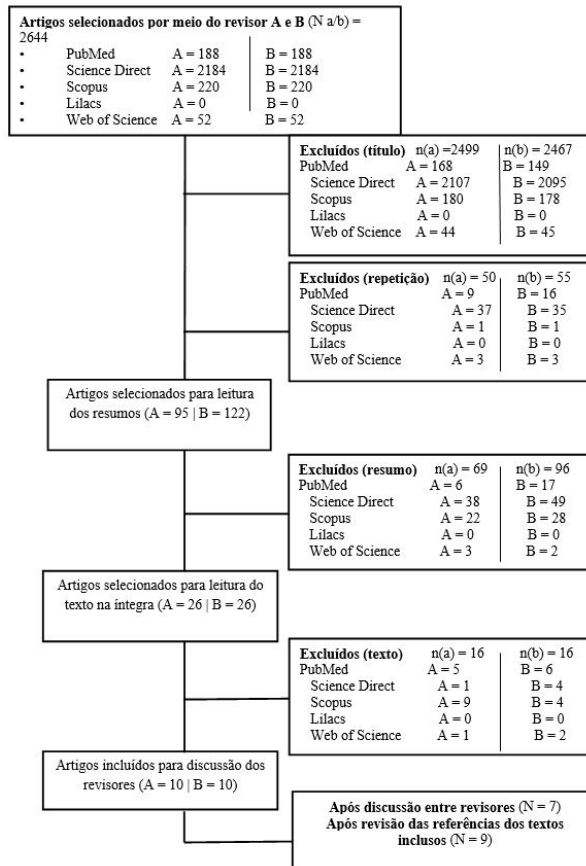 Artigos selecionados por meio do revisor A e B (N a/b) =
2644
• PubMed A = 188 B = 188
• Science Direct A = 2184 B = 2184
• Scopus A = 220 B = 220
• Lilacs A = 0 B = 0
• Web of Science A = 52 B = 52
Excluídos (título) n(a) =2499 n(b) = 2467
PubMed A = 168 B = 149
Science Direct A = 2107 B = 2095
Scopus A = 180 B = 178
Lilacs A = 0 B = 0
Web of Science A = 44 B = 45
Excluídos (repetição) n(a) = 50 n(b) = 55
PubMed A = 9 B = 16
Science Direct A = 37 B = 35
Scopus A = 1 B = 1
Lilacs A = 0 B = 0
Web of Science A = 3 B = 3
Artigos selecionados para leitura
dos resumos (A = 95 | B = 122)
Excluídos (resumo) n(a) = 69 n(b) = 96
PubMed A = 6 B = 17
Science Direct A = 38 B = 49
Scopus A = 22 B = 28
Lilacs A = 0 B = 0
Web of Science A = 3 B = 2
Artigos selecionados para leitura do
texto na íntegra (A = 26 | B = 26)
Excluídos (texto) n(a) = 16 n(b) = 16
PubMed A = 5 B = 6
Science Direct A = 1 B = 4
Scopus A = 9 B = 4
Lilacs A = 0 B = 0
Web of Science A = 1 B = 2
Artigos incluídos para discussão dos
revisores (A = 10 | B = 10)
Após discussão entre revisores (N = 7)
Após revisão das referências dos textos
inclusos (N = 9)